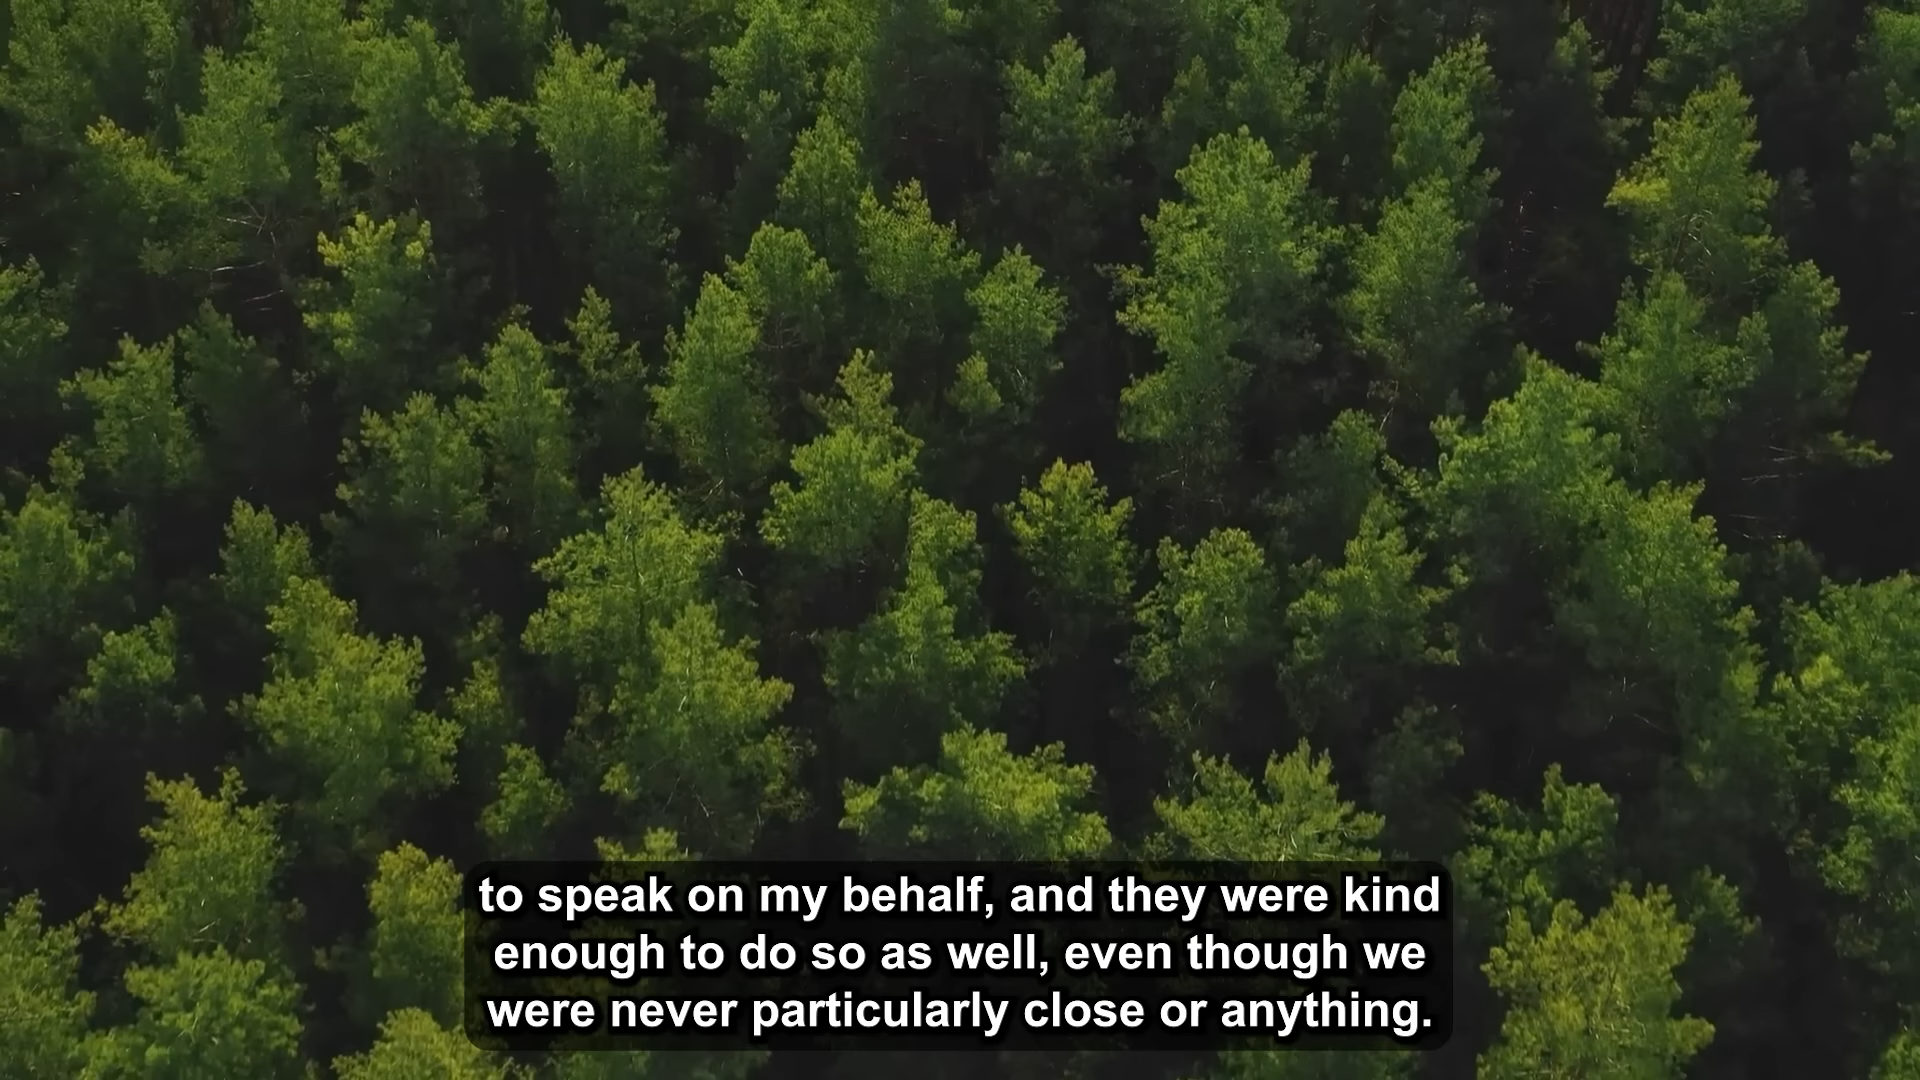 to speak on my behalf, and they were kind
enough to do so as well, even though we
were never particularly close or anything.